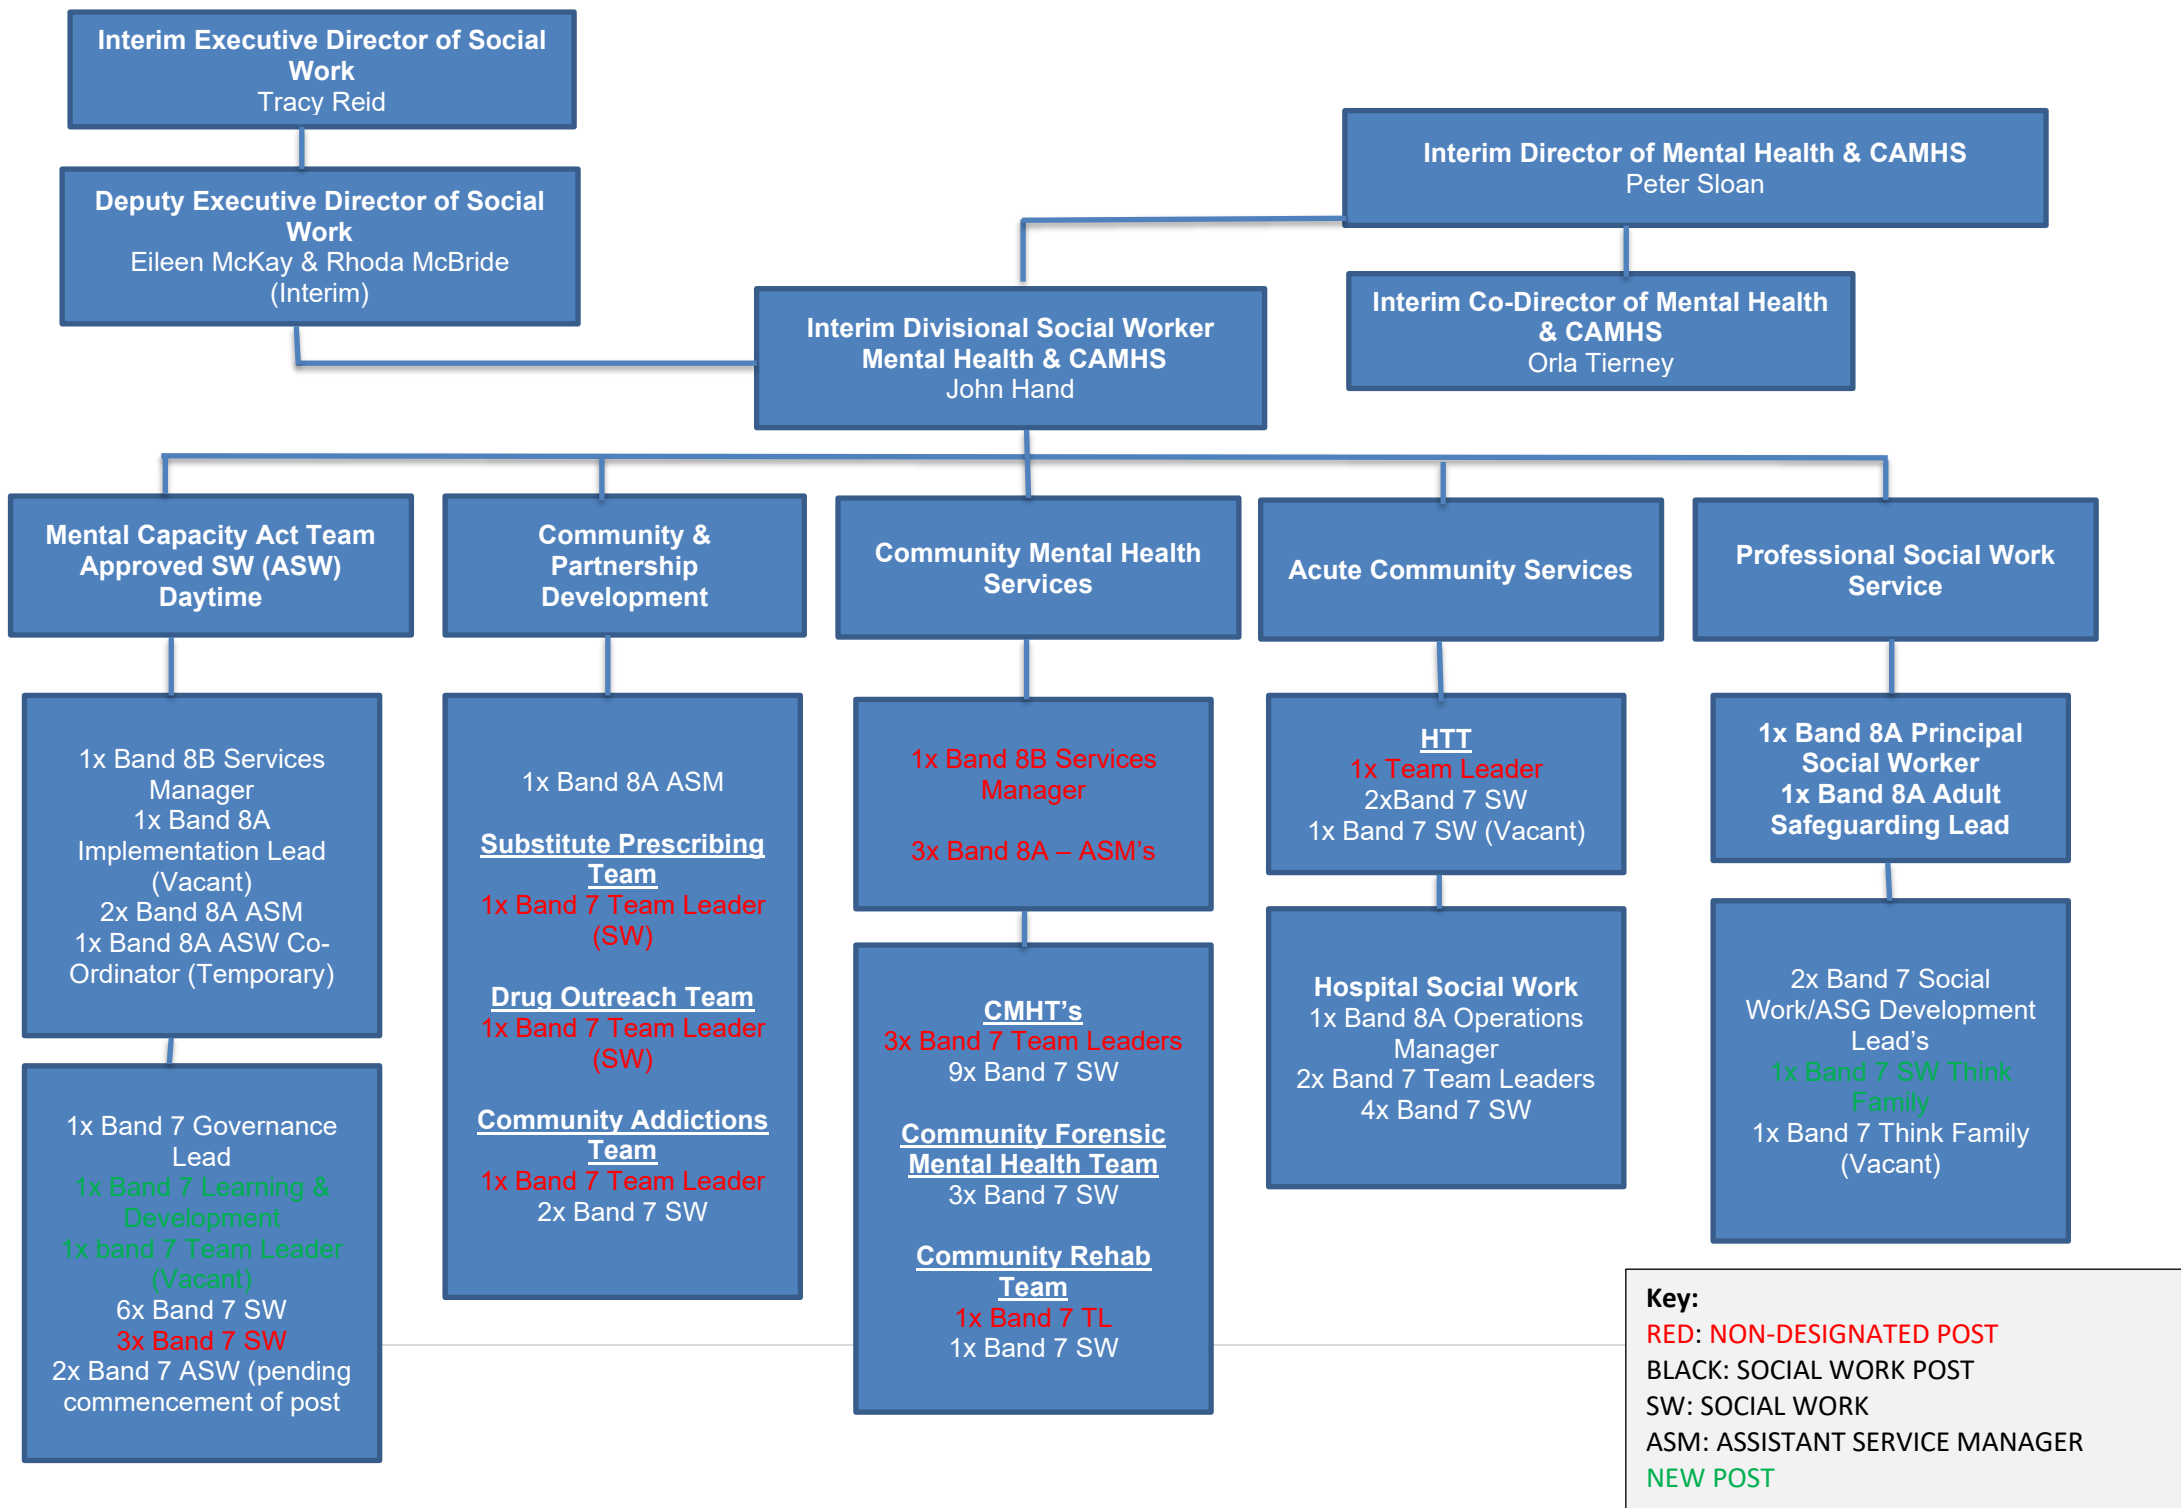 Interim Executive Director of Social
Work
Tracy Reid
Deputy Executive Director of Social
Work
Eileen McKay & Rhoda McBride
(Interim)
Interim Director of Mental Health & CAMHS
Peter Sloan
Interim Co-Director of Mental Health
& CAMHS
Orla Tierney
Interim Divisional Social Worker
Mental Health & CAMHS
John Hand
Mental Capacity Act Team
Approved SW (ASW)
Daytime
1x Band 8B Services
Manager
1x Band 8A
Implementation Lead
(Vacant)
2x Band 8A ASM
1x Band 8A ASW Co-
Ordinator (Temporary)
1x Band 7 Governance
Lead
1x Band 7 Learning &
Development
1x band 7 Team Leader
(Vacant)
6x Band 7 SW
3x Band 7 SW
2x Band 7 ASW (pending
commencement of post
Community &
Partnership
Development
1x Band 8A ASM
Substitute Prescribing
Team
1x Band 7 Team Leader
(SW)
Drug Outreach Team
1x Band 7 Team Leader
(SW)
Community Addictions
Team
1x Band 7 Team Leader
2x Band 7 SW
Community Mental Health
Services
1x Band 8B Services
Manager
3x Band 8A – ASM's
CMHT's
3x Band 7 Team Leaders
9x Band 7 SW
Community Forensic
Mental Health Team
3x Band 7 SW
Community Rehab
Team
1x Band 7 TL
1x Band 7 SW
Acute Community Services
HTT
1x Team Leader
2xBand 7 SW
1x Band 7 SW (Vacant)
Hospital Social Work
1x Band 8A Operations
Manager
2x Band 7 Team Leaders
4x Band 7 SW
Professional Social Work
Service
1x Band 8A Principal
Social Worker
1x Band 8A Adult
Safeguarding Lead
2x Band 7 Social
Work/ASG Development
Lead's
1x Band 7 SW Think
Family
1x Band 7 Think Family
(Vacant)
Key:
RED: NON-DESIGNATED POST
BLACK: SOCIAL WORK POST
SW: SOCIAL WORK
ASM: ASSISTANT SERVICE MANAGER
NEW POST